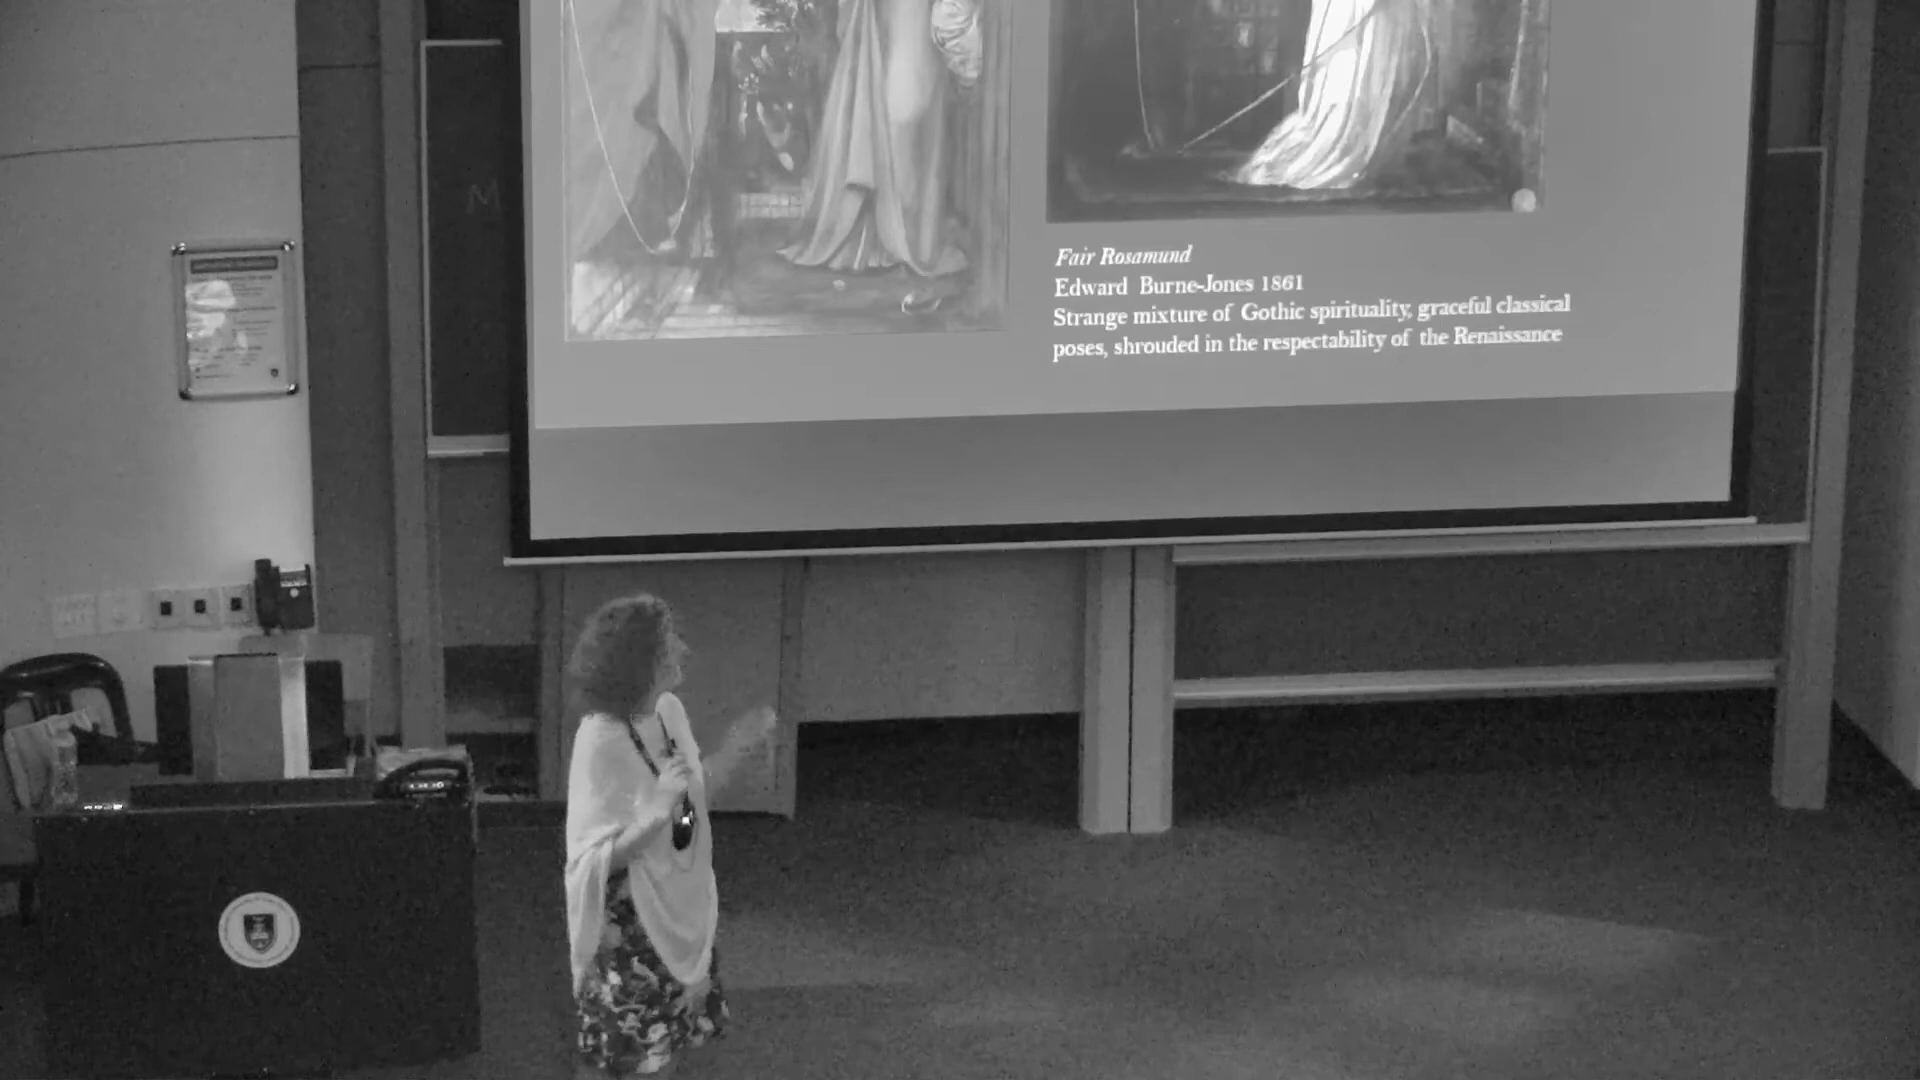 M
Fair Rosamund
Edward Burne-Jones 1861
Strange mixture of Gothic spirituality, graceful classical
poses, shrouded in the respectability of the Renaissance